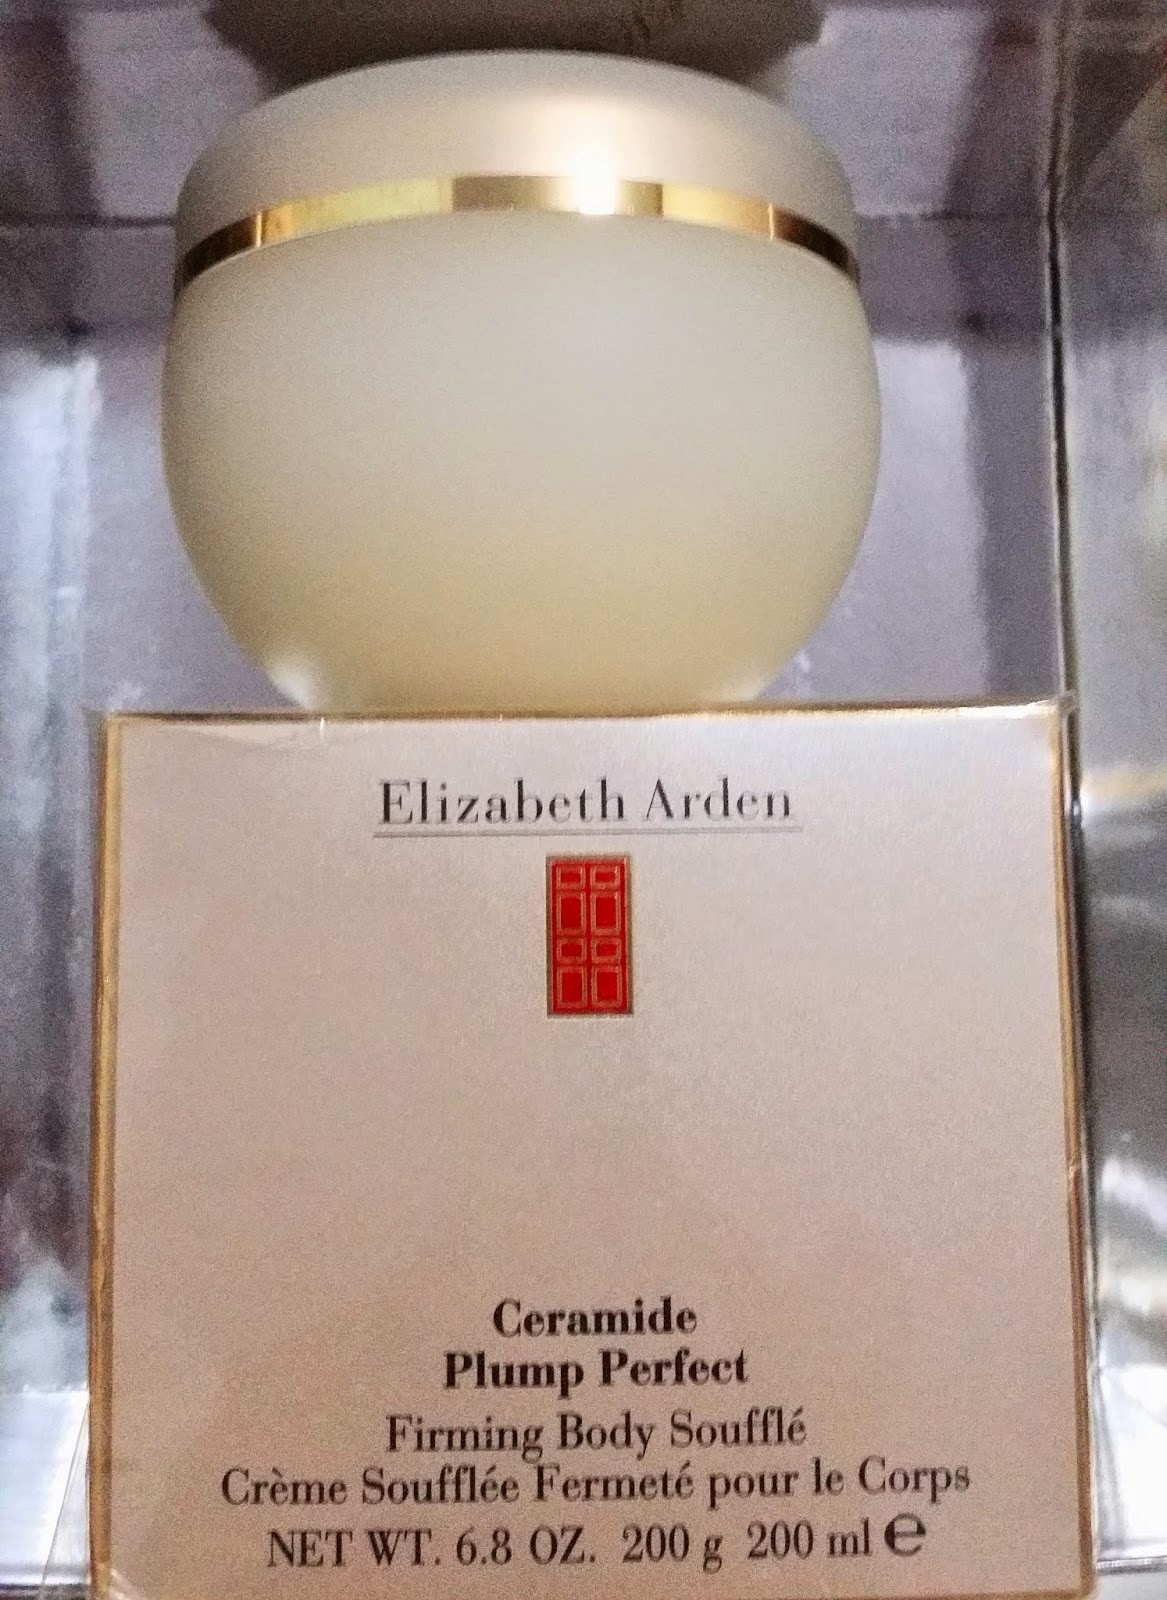 Elizabeth Arden
Ceramide
Plump Perfect
Firming Body Soufflé
Crème Soufflée Fermeté pour le Corps
NET WT. 6.8 OZ. 200 g 200 ml ℮